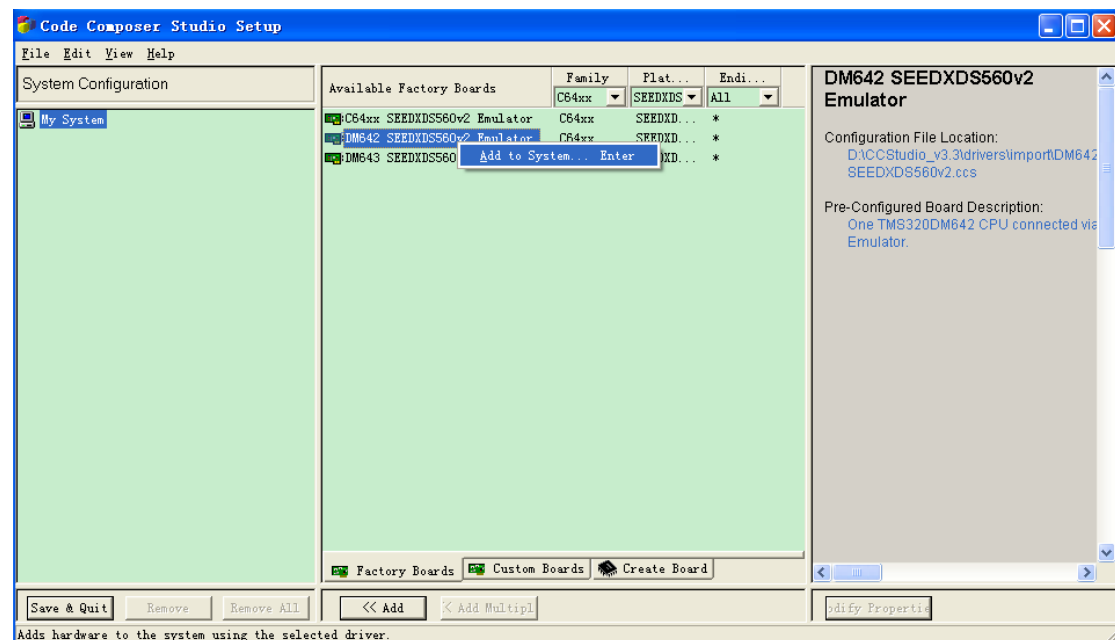 Code Composer Studio Setup
File Edit View Help
System Configuration
My System
Available Factory Boards Family Plat... Endi...
C64xx SEEDXDS All
C64xx SEEDXDS560v2 Emulator C64xx SEEDXD... *
DM642 SEEDXDS560v2 Emulator C64xx SEEDXD... *
DM643 SEEDXDS560 XD... *
Add to System... Enter
Factory Boards Custom Boards Create Board
DM642 SEEDXDS560v2
Emulator
Configuration File Location:
D:\CCStudio_v3.3\drivers\import\DM642
SEEDXDS560v2.ccs
Pre-Configured Board Description:
One TMS320DM642 CPU connected via
Emulator.
Save & Quit Remove Remove All << Add < Add Multipl odify Propertie
Adds hardware to the system using the selected driver.